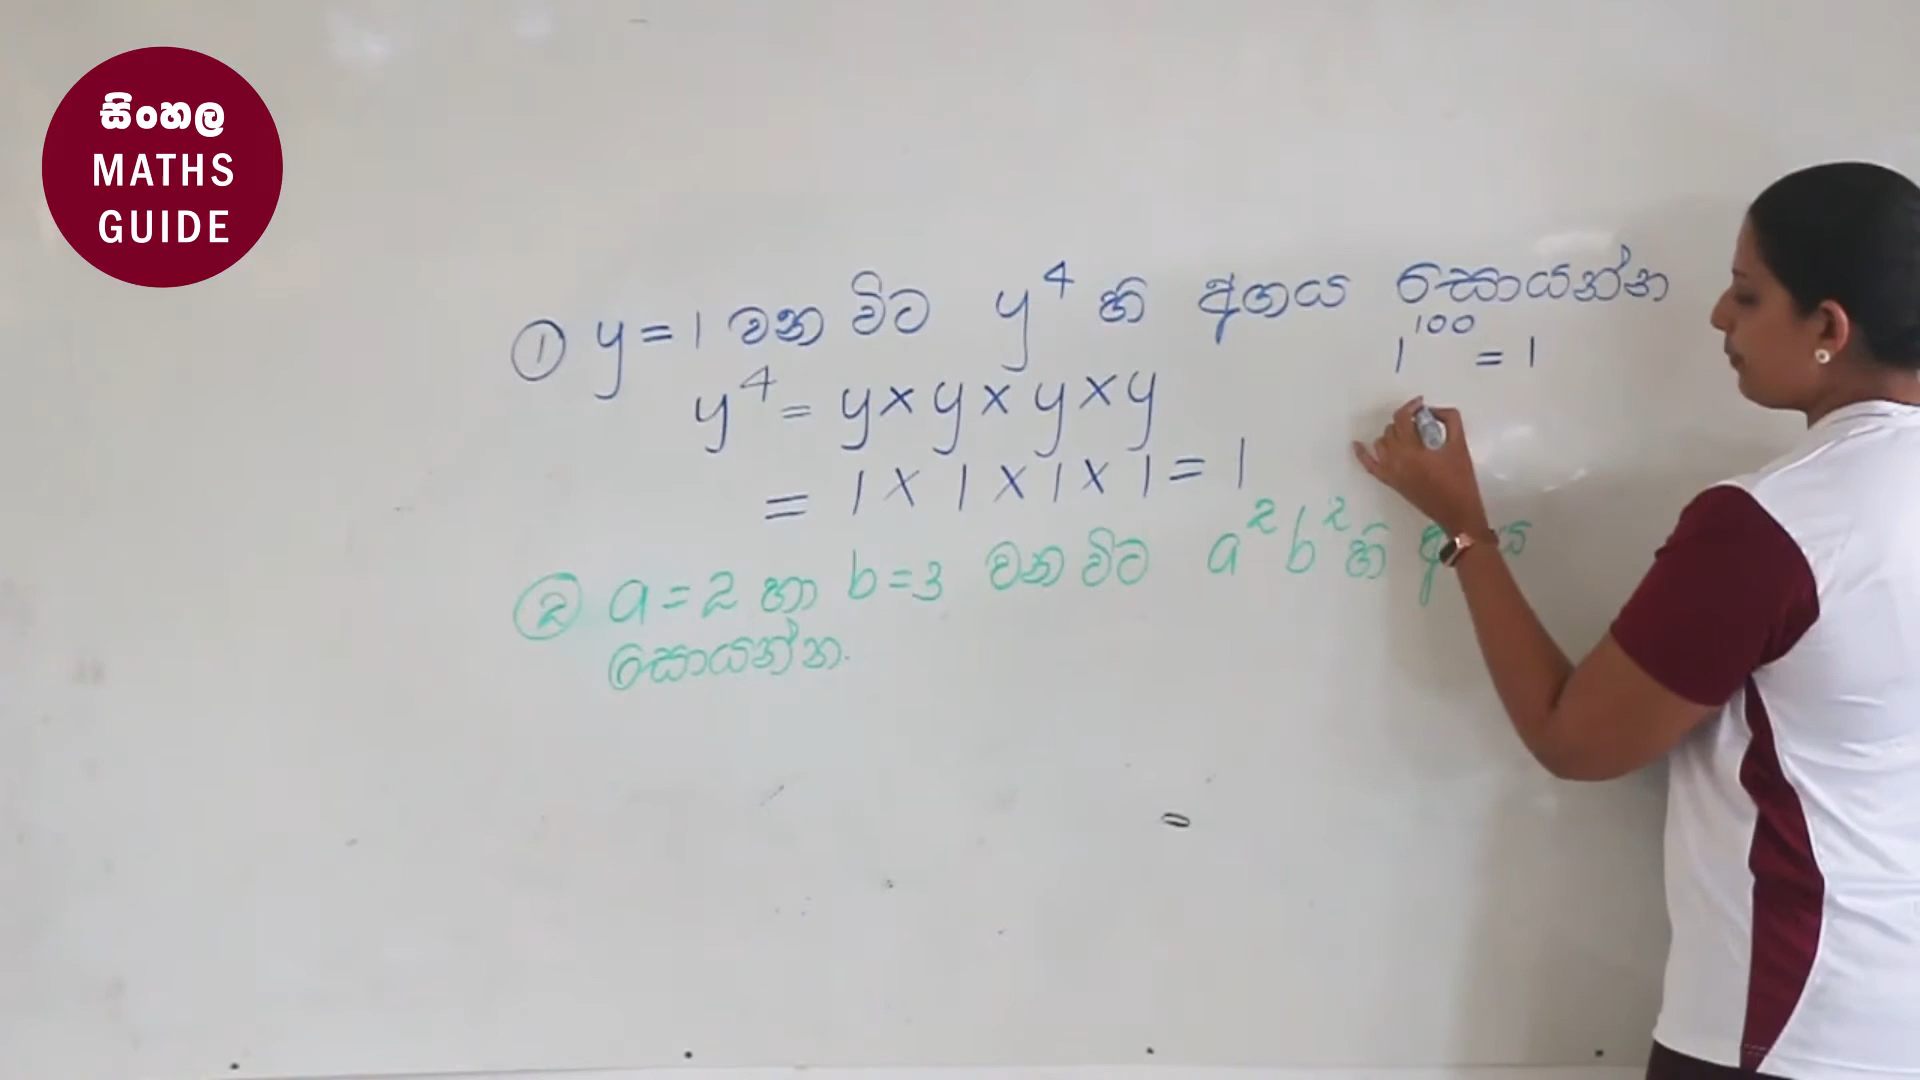 සිංහල
MATHS
GUIDE
① y = 1 වන විට y⁴ හි අගය සොයන්න
1¹⁰⁰ = 1
y⁴ = y × y × y × y
= 1 × 1 × 1 × 1 = 1
② a = 2 හා b = 3 වන විට a²b² හි
සොයන්න.